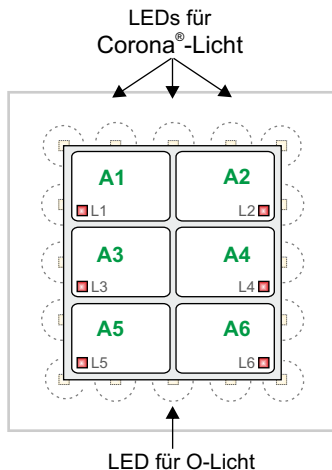 LEDs für
Corona®-Licht
A1 A2
L1 L2
A3 A4
L3 L4
A5 A6
L5 L6
LED für O-Licht